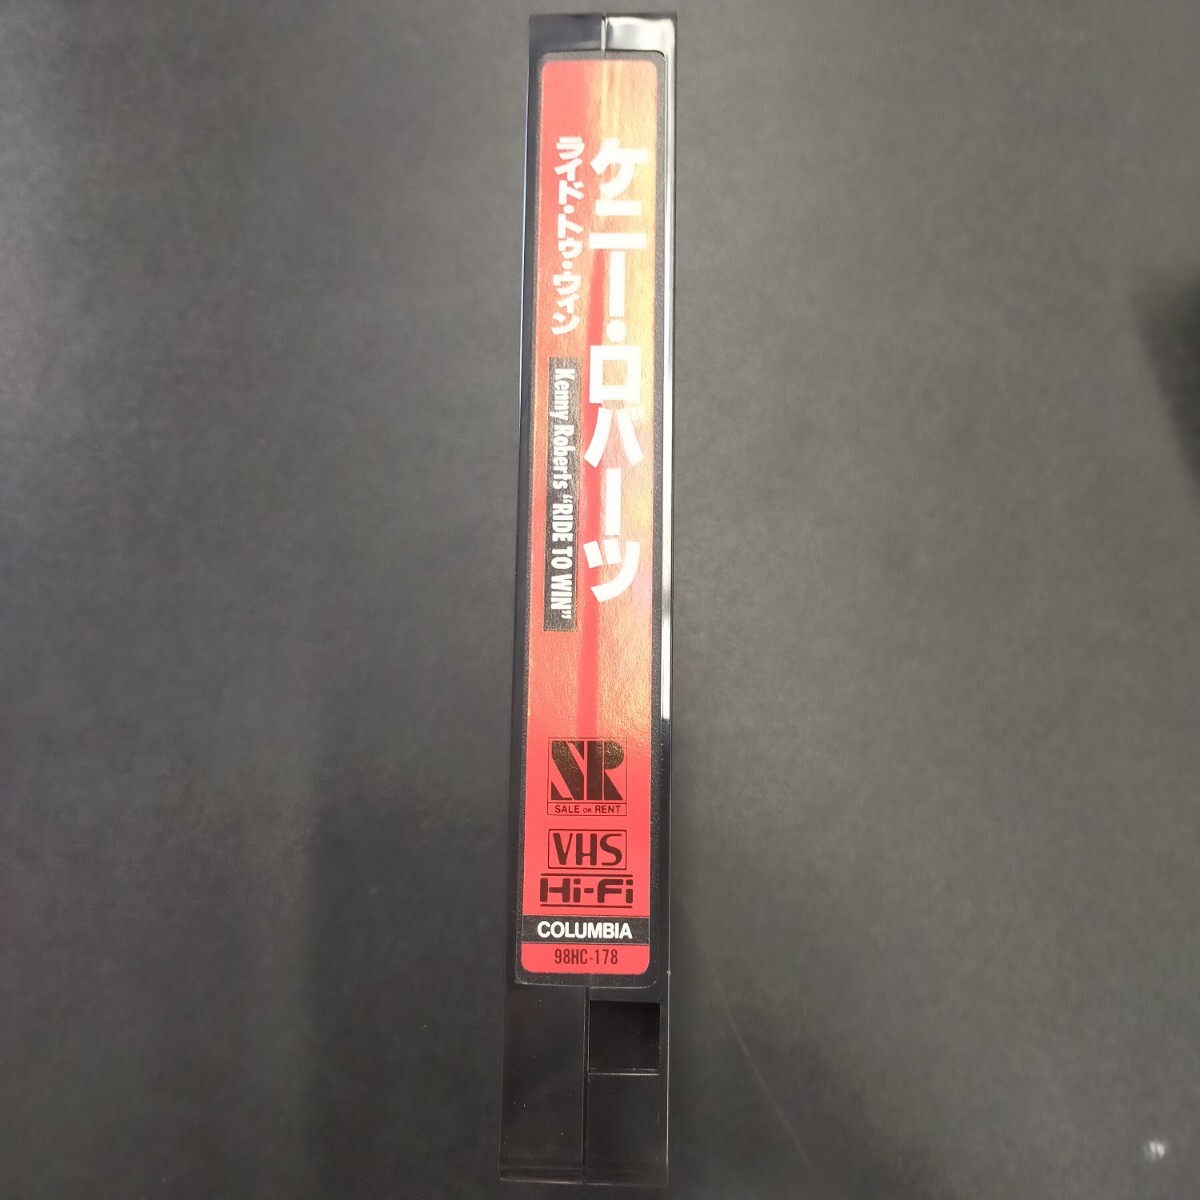 ケニー・ロバーツ
ライド・トゥ・ウィン
Kenny Roberts "RIDE TO WIN"
SR
SALE OR RENT
VHS
Hi-Fi
COLUMBIA
98HC-178